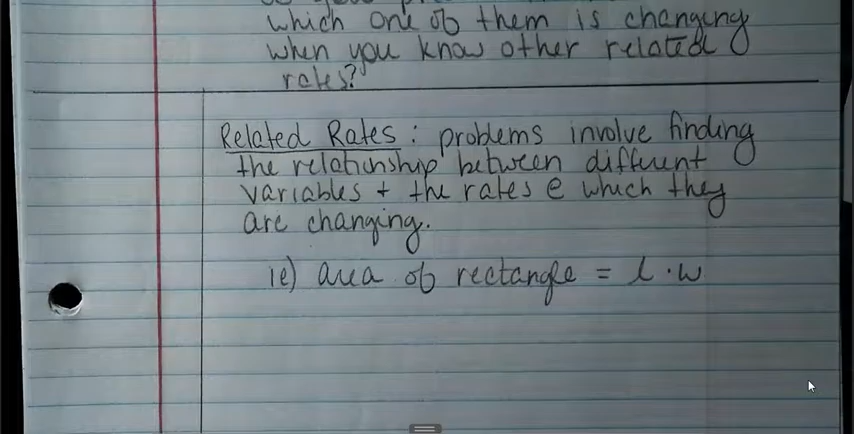 which one of them is changing
when you know other related
rates?
Related Rates: problems involve finding
the relationship between different
variables + the rates @ which they
are changing.
ie) area of rectangle = l · w